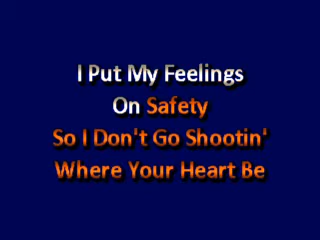 I Put My Feelings
On Safety
So I Don't Go Shootin'
Where Your Heart Be